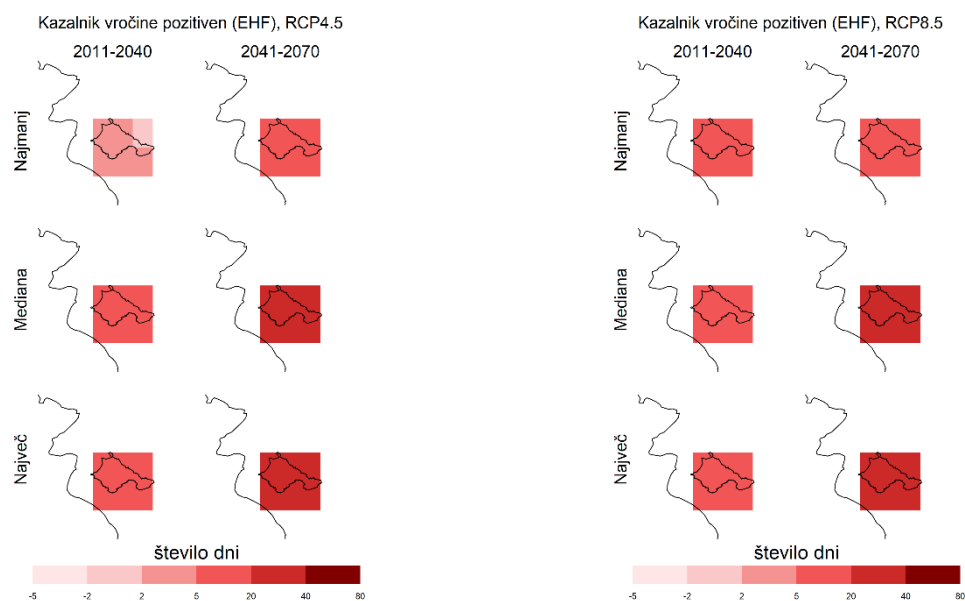 Kazalnik vročine pozitiven (EHF), RCP4.5
2011-2040 2041-2070
Najmanj
Mediana
Največ
število dni
-5 -2 2 5 20 40 80
Kazalnik vročine pozitiven (EHF), RCP8.5
2011-2040 2041-2070
Najmanj
Mediana
Največ
število dni
-5 -2 2 5 20 40 80